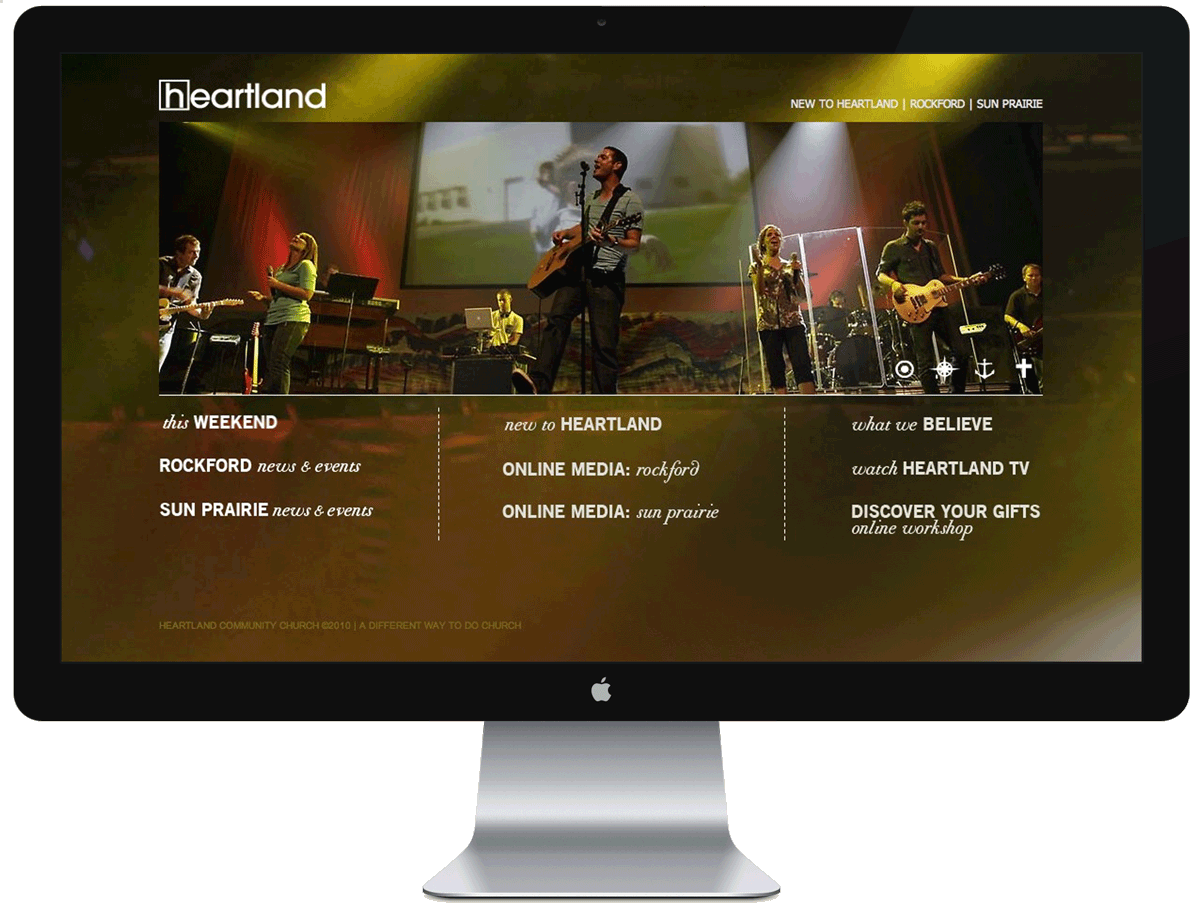 heartland
NEW TO HEARTLAND | ROCKFORD | SUN PRAIRIE
this WEEKEND
ROCKFORD news & events
SUN PRAIRIE news & events
new to HEARTLAND
ONLINE MEDIA: rockford
ONLINE MEDIA: sun prairie
what we BELIEVE
watch HEARTLAND TV
DISCOVER YOUR GIFTS
online workshop
HEARTLAND COMMUNITY CHURCH ©2010 | A DIFFERENT WAY TO DO CHURCH